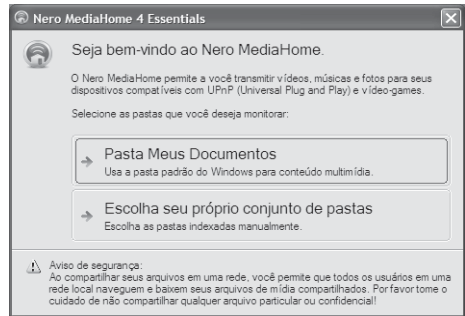 Nero MediaHome 4 Essentials
Seja bem-vindo ao Nero MediaHome.
O Nero MediaHome permite a você transmitir vídeos, músicas e fotos para seus
dispositivos compatíveis com UPnP (Universal Plug and Play) e vídeo-games.
Selecione as pastas que você deseja monitorar:
Pasta Meus Documentos
Usa a pasta padrão do Windows para conteúdo multimídia.
Escolha seu próprio conjunto de pastas
Escolha as pastas indexadas manualmente.
Aviso de segurança:
Ao compartilhar seus arquivos em uma rede, você permite que todos os usuários em uma
rede local naveguem e baixem seus arquivos de mídia compartilhados. Por favor tome o
cuidado de não compartilhar qualquer arquivo particular ou confidencial!